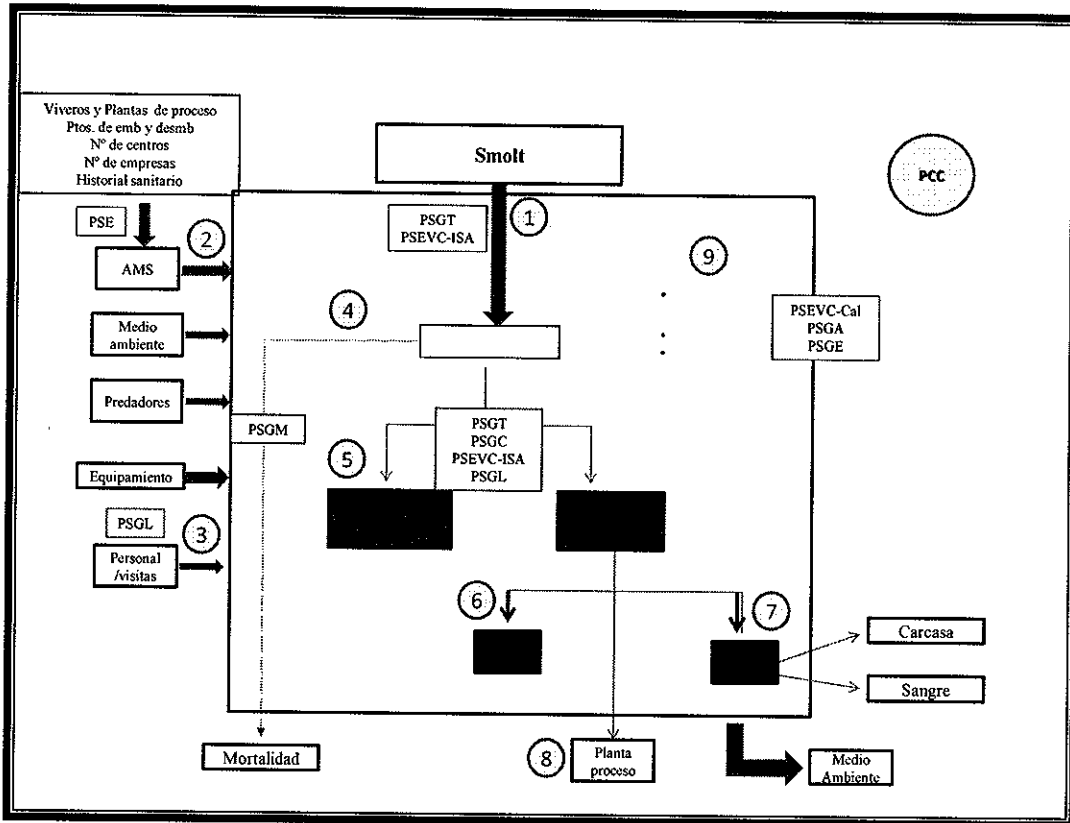 Viveros y Plantas de proceso
Ptos. de emb y desmb
Nº de centros
Nº de empresas
Historial sanitario
Smolt
PCC
PSE
PSGT
PSEVC-ISA
1
2
AMS
9
4
PSEVC-Cal
PSGA
PSGE
Medio
ambiente
Predadores
PSGM
PSGT
PSGC
PSEVC-ISA
PSGL
5
Equipamiento
PSGL
3
Personal
/visitas
6
7
Carcasa
Sangre
Mortalidad
8
Planta
proceso
Medio
Ambiente